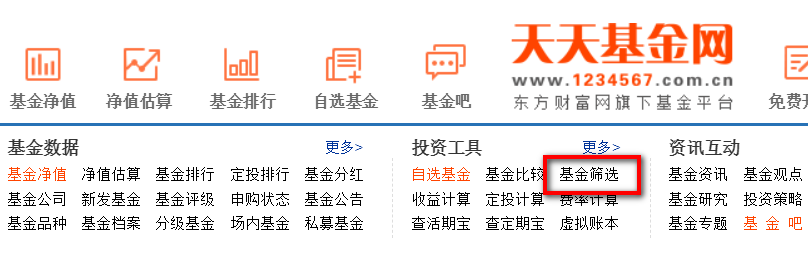 天天基金网
www.1234567.com.cn
东方财富网旗下基金平台
基金净值 净值估算 基金排行 自选基金 基金吧 免费
基金数据 更多> 投资工具 更多> 资讯互动
基金净值 净值估算 基金排行 定投排行 基金分红 自选基金 基金比较 基金筛选 基金资讯 基金观点
基金公司 新发基金 基金评级 申购状态 基金公告 收益计算 定投计算 费率计算 基金研究 投资策略
基金品种 基金档案 分级基金 场内基金 私募基金 查活期宝 查定期宝 虚拟账本 基金专题 基金吧